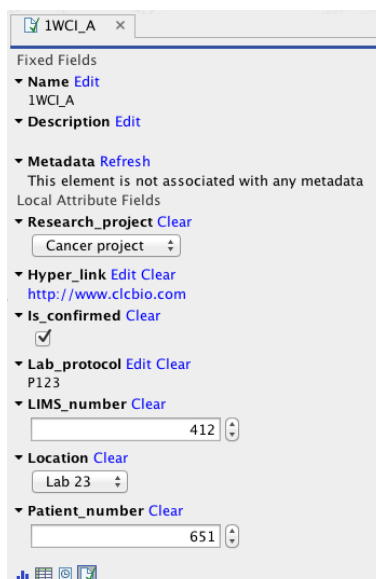 1WCI_A ×
Fixed Fields
Name Edit
1WCI_A
Description Edit
Metadata Refresh
This element is not associated with any metadata
Local Attribute Fields
Research_project Clear
Cancer project
Hyper_link Edit Clear
http://www.clcbio.com
Is_confirmed Clear
Lab_protocol Edit Clear
P123
LIMS_number Clear
412
Location Clear
Lab 23
Patient_number Clear
651